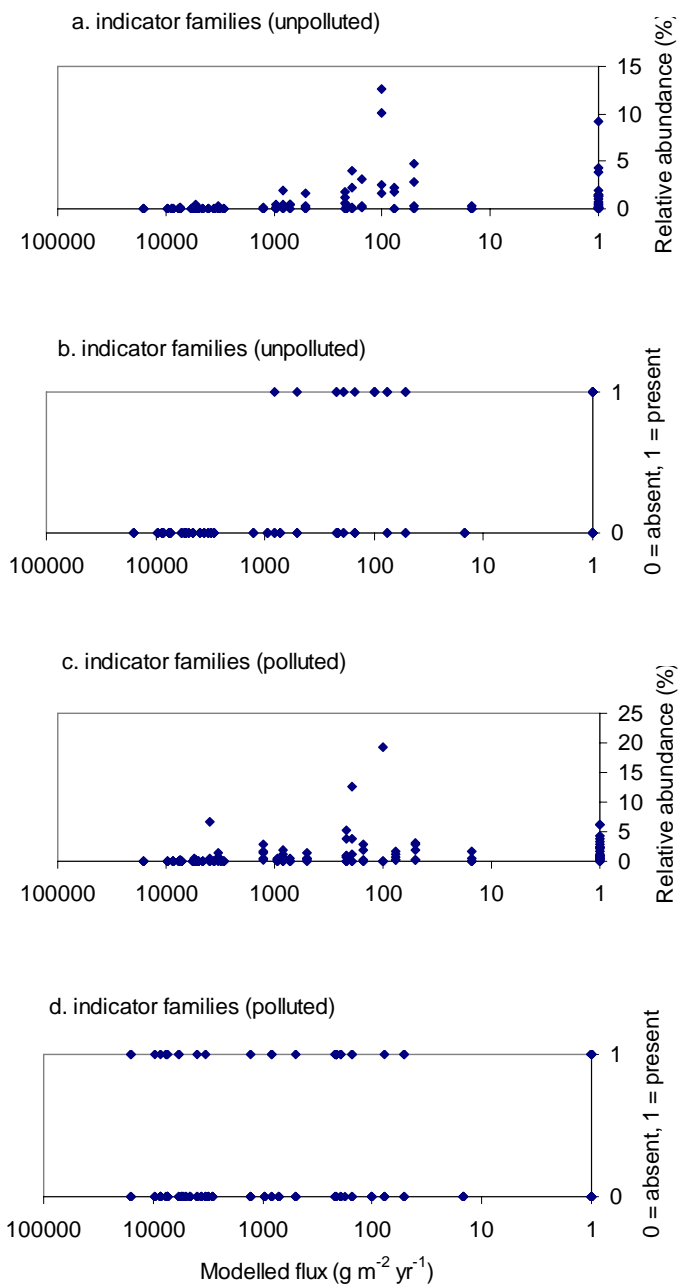 a. indicator families (unpolluted)
15
10
5
0
Relative abundance (%)
100000 10000 1000 100 10 1
b. indicator families (unpolluted)
1
0
0 = absent, 1 = present
100000 10000 1000 100 10 1
c. indicator families (polluted)
25
20
15
10
5
0
Relative abundance (%)
100000 10000 1000 100 10 1
d. indicator families (polluted)
1
0
0 = absent, 1 = present
100000 10000 1000 100 10 1
Modelled flux (g m⁻² yr⁻¹)